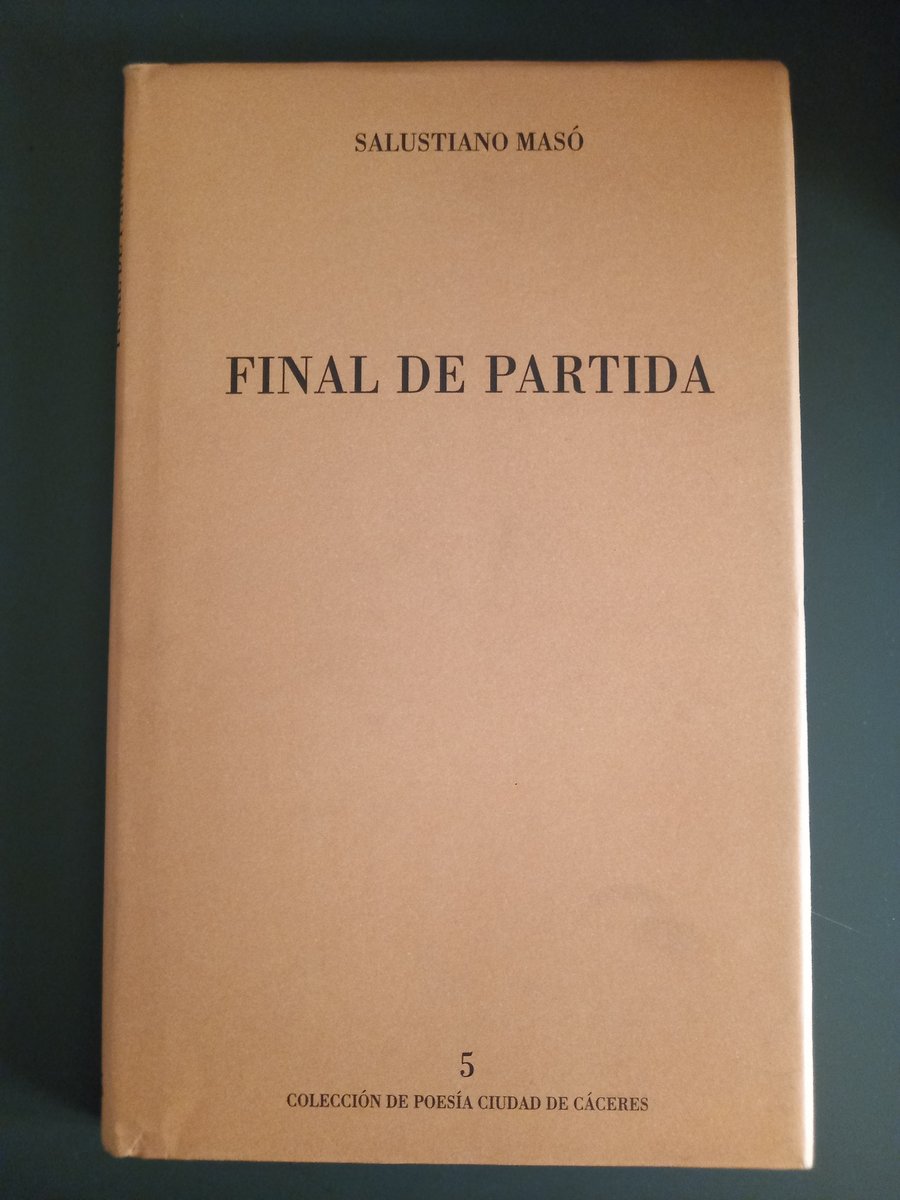 SALUSTIANO MASÓ
FINAL DE PARTIDA
5
COLECCIÓN DE POESÍA CIUDAD DE CÁCERES